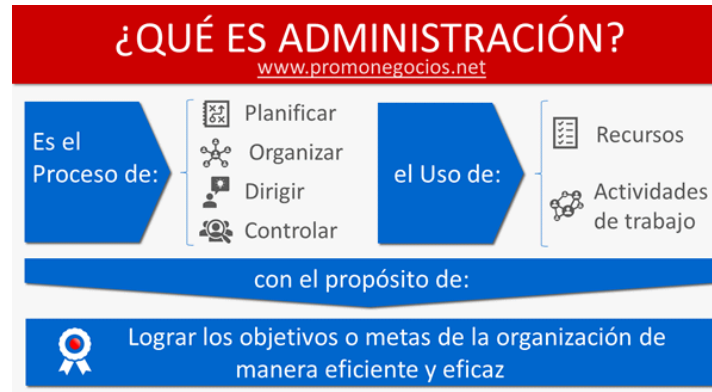 ¿QUÉ ES ADMINISTRACIÓN?
www.promonegocios.net
Es el
Proceso de:
Planificar
Organizar
Dirigir
Controlar
el Uso de:
Recursos
Actividades
de trabajo
con el propósito de:
Lograr los objetivos o metas de la organización de
manera eficiente y eficaz